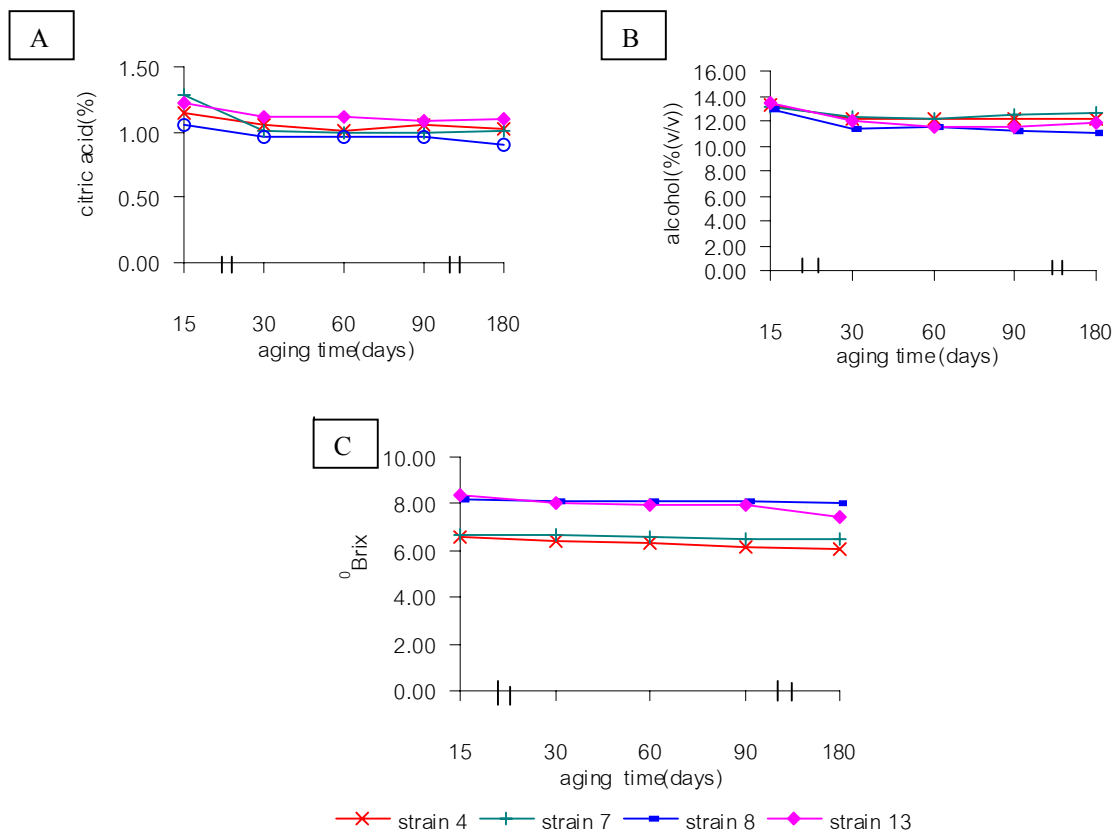 A
1.50
1.00
0.50
0.00
citric acid(%)
15 30 60 90 180
aging time(days)
B
16.00
14.00
12.00
10.00
8.00
6.00
4.00
2.00
0.00
alcohol(%(v/v)
15 30 60 90 180
aging time(days)
C
10.00
8.00
6.00
4.00
2.00
0.00
⁰Brix
15 30 60 90 180
aging time(days)
strain 4 strain 7 strain 8 strain 13